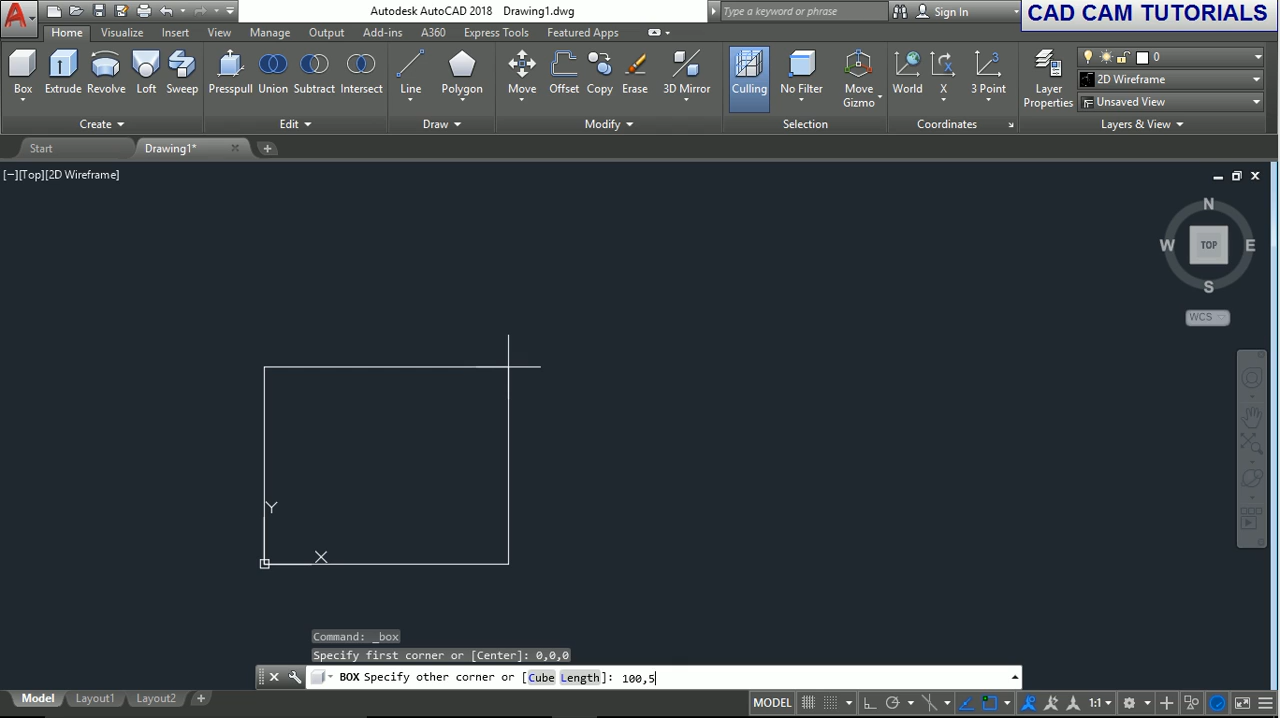 Autodesk AutoCAD 2018 Drawing1.dwg Type a keyword or phrase Sign In CAD CAM TUTORIALS
Home Visualize Insert View Manage Output Add-ins A360 Express Tools Featured Apps
Box Extrude Revolve Loft Sweep Presspull Union Subtract Intersect Line Polygon Move Offset Copy Erase 3D Mirror Culling No Filter Move Gizmo World X 3 Point Layer Properties
0
2D Wireframe
Unsaved View
Create Edit Draw Modify Selection Coordinates Layers & View
Start Drawing1*
[−][Top][2D Wireframe]
N
W TOP E
S
WCS
Y
X
Command: _box
Specify first corner or [Center]: 0,0,0
BOX Specify other corner or [Cube Length]: 100,5
Model Layout1 Layout2 MODEL 1:1